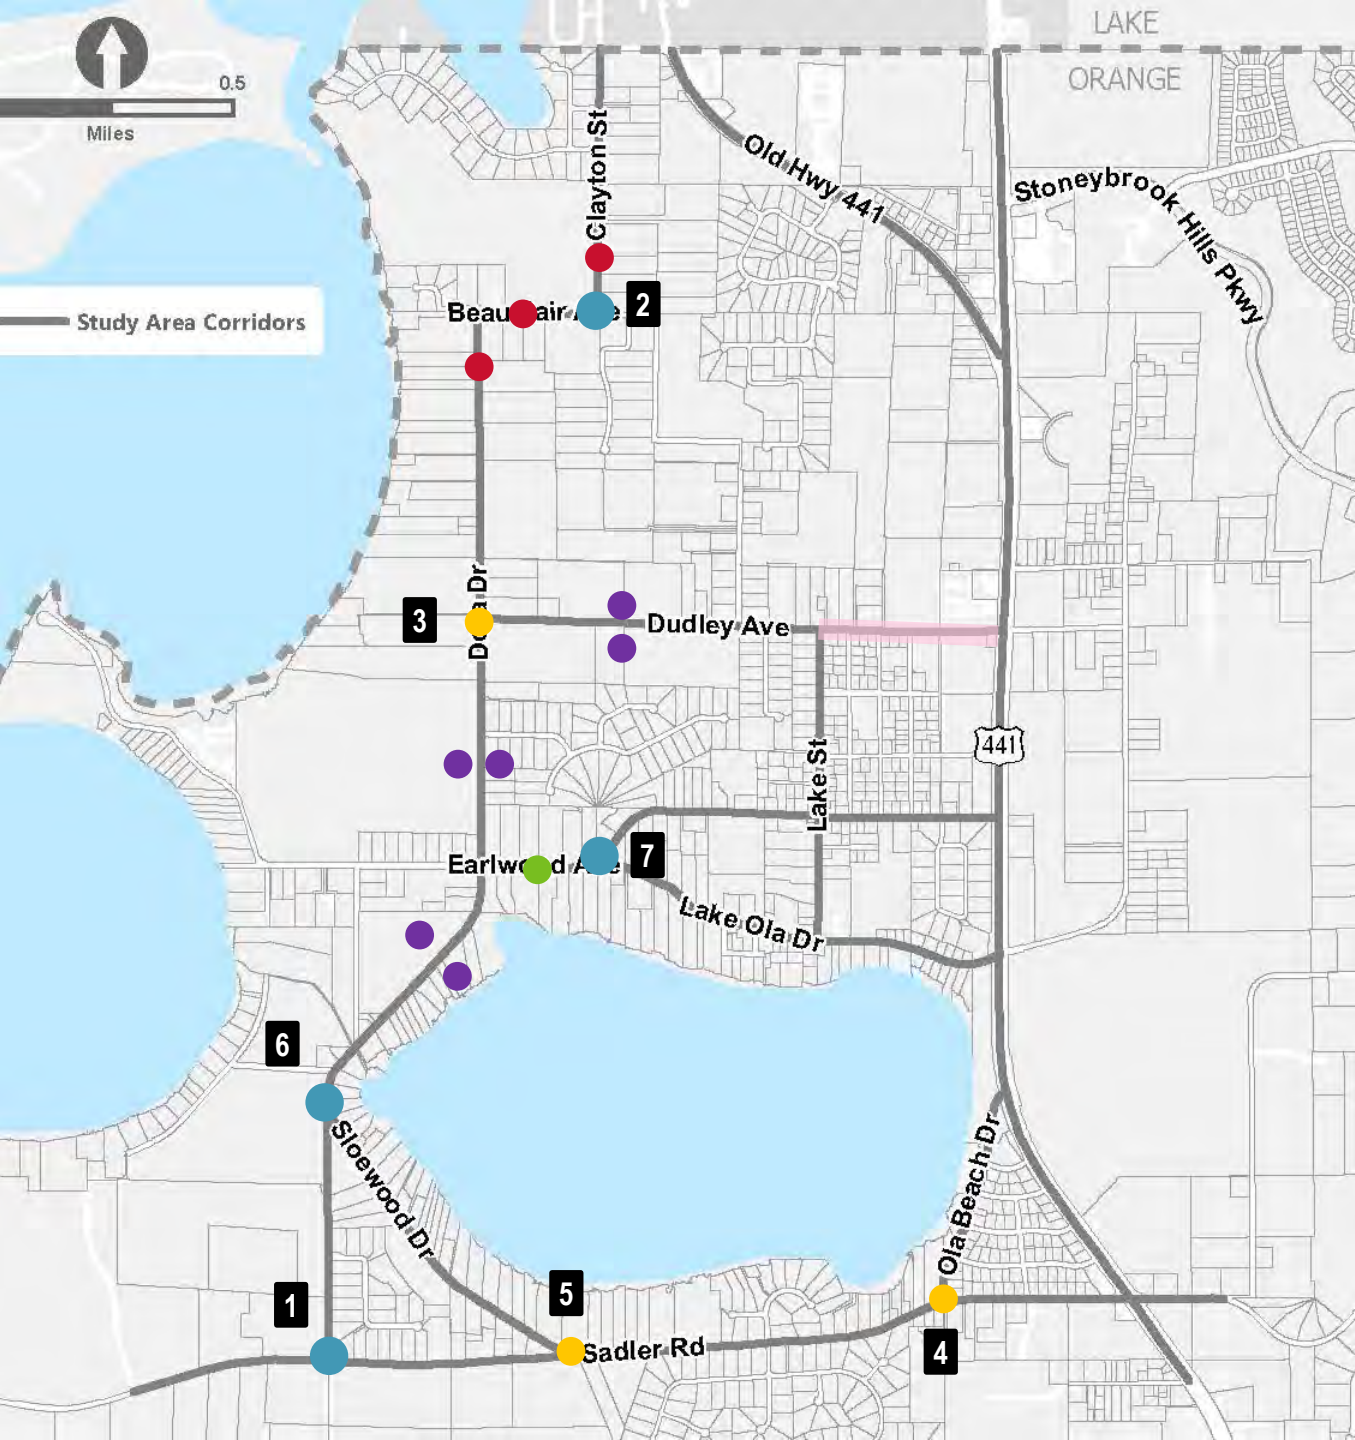 LAKE
ORANGE
0.5
Miles
Clayton St
Old Hwy 441
Stoneybrook Hills Pkwy
2
Study Area Corridors
3
Dudley Ave
441
Lake St
7
Lake Ola Dr
6
Sloewood Dr
Ola Beach Dr
1
5
Sadler Rd
4